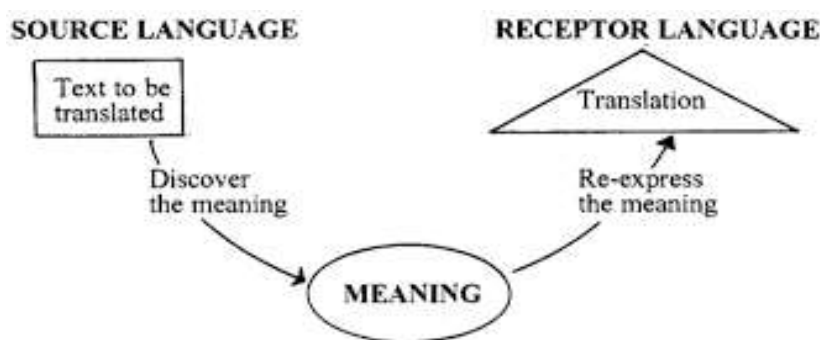 SOURCE LANGUAGE
RECEPTOR LANGUAGE
Text to be
translated
Translation
Discover
the meaning
Re-express
the meaning
MEANING